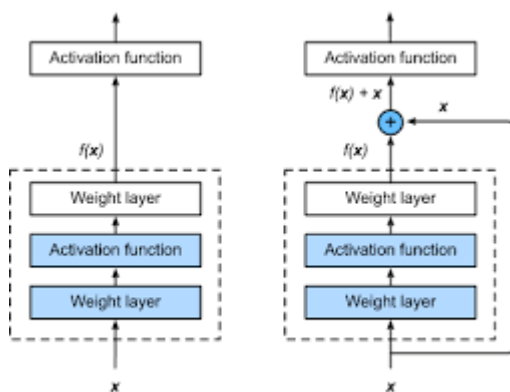 Activation function
f(x)
Weight layer
Activation function
Weight layer
x
Activation function
f(x) + x
x
+
f(x)
Weight layer
Activation function
Weight layer
x